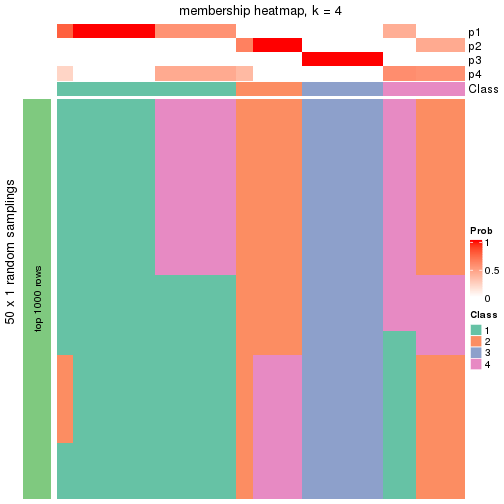 membership heatmap, k = 4
p1
p2
p3
p4
Class
50 x 1 random samplings
top 1000 rows
Prob
1
0.5
0
Class
1
2
3
4